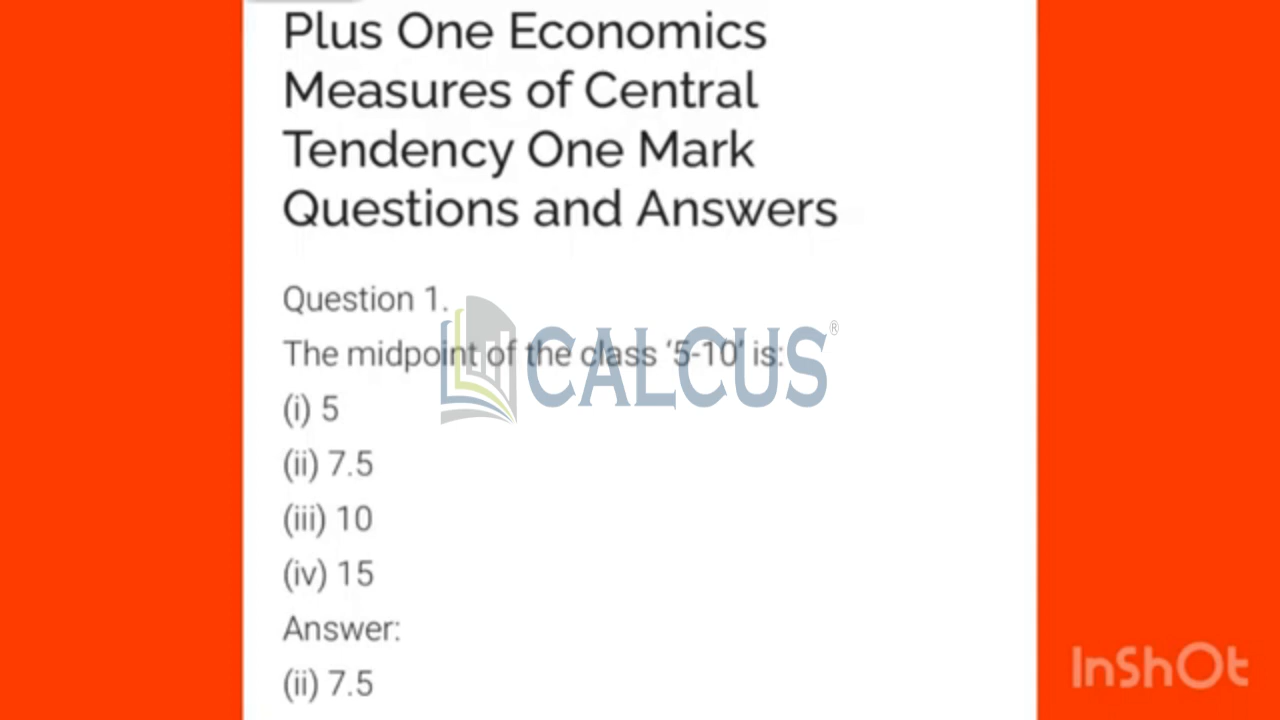 Plus One Economics
Measures of Central
Tendency One Mark
Questions and Answers
Question 1.
The midpoint of the class '5-10' is:
CALCUS®
(i) 5
(ii) 7.5
(iii) 10
(iv) 15
Answer:
(ii) 7.5
InShOt